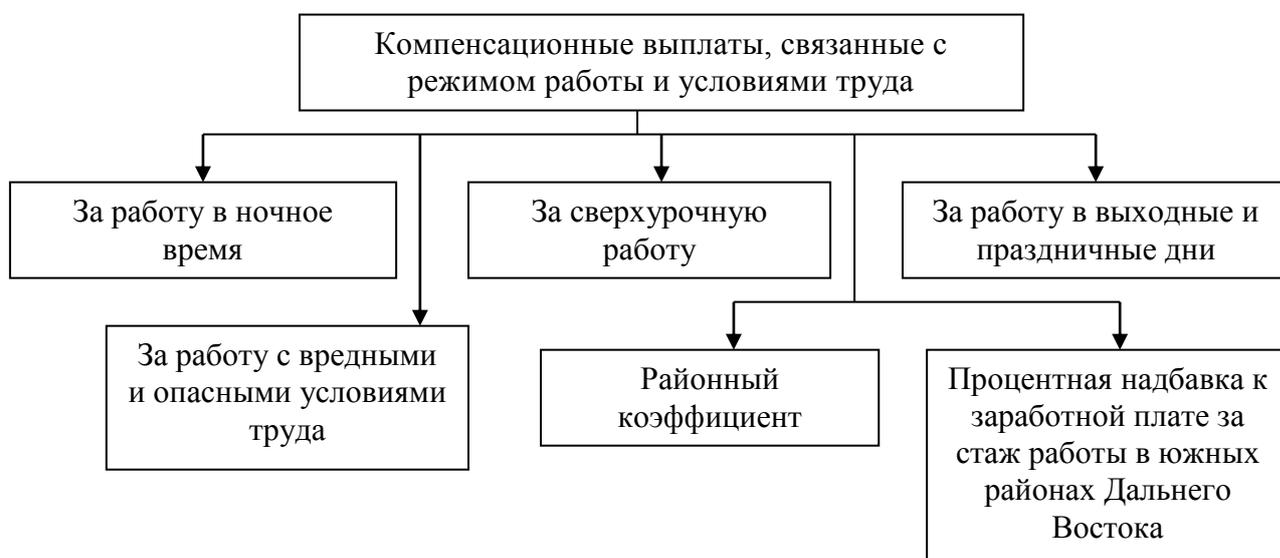 Компенсационные выплаты, связанные с
режимом работы и условиями труда
За работу в ночное
время
За сверхурочную
работу
За работу в выходные и
праздничные дни
За работу с вредными
и опасными условиями
труда
Районный
коэффициент
Процентная надбавка к
заработной плате за
стаж работы в южных
районах Дальнего
Востока